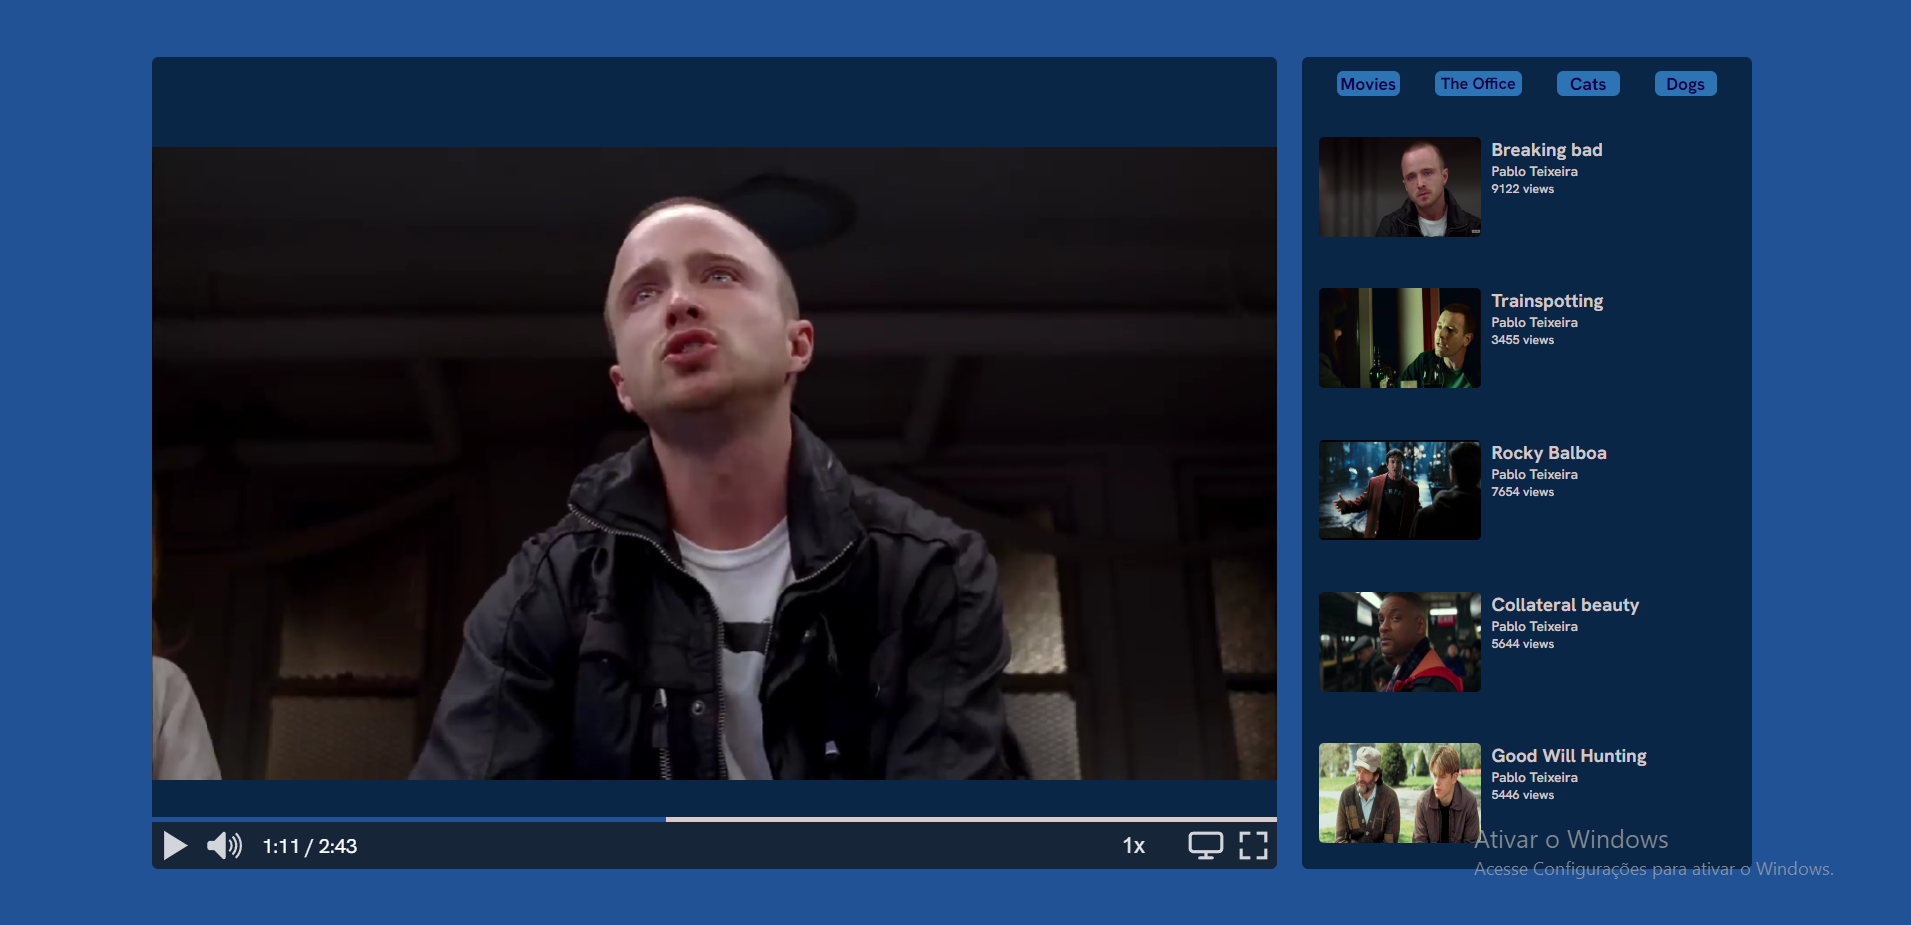 Movies
The Office
Cats
Dogs
Breaking bad
Pablo Teixeira
9122 views
Trainspotting
Pablo Teixeira
3455 views
Rocky Balboa
Pablo Teixeira
7654 views
Collateral beauty
Pablo Teixeira
5644 views
Good Will Hunting
Pablo Teixeira
5446 views
1:11 / 2:43
1x
Ativar o Windows
Acesse Configurações para ativar o Windows.